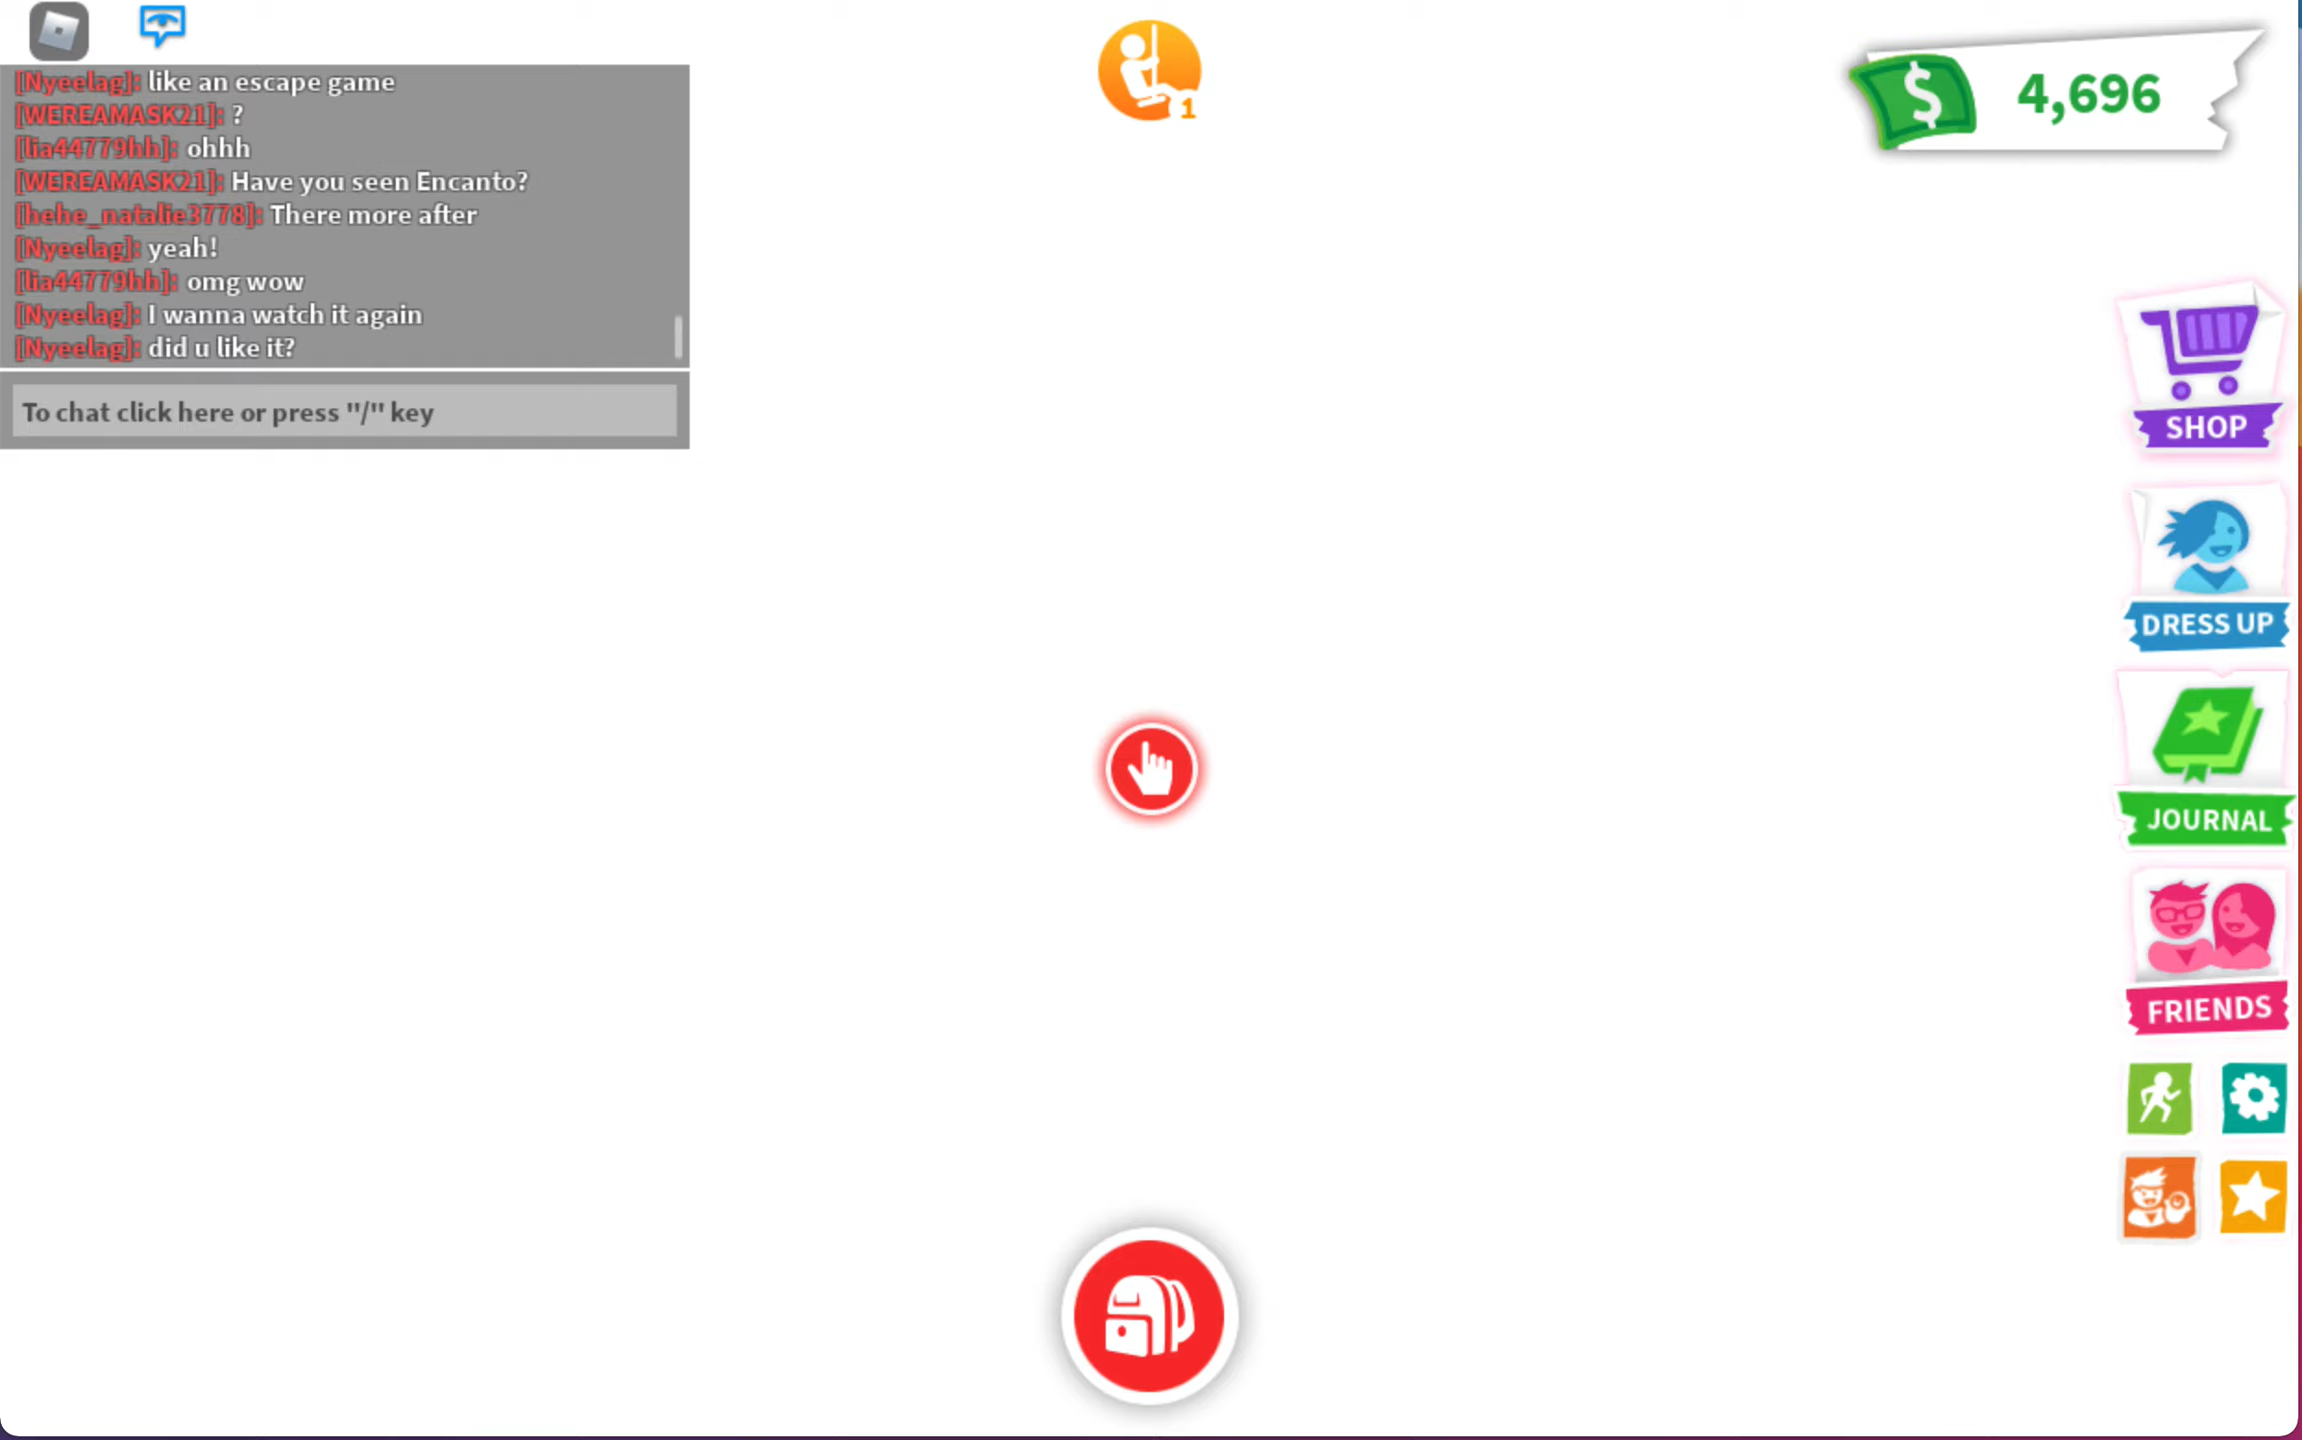 [Nyeelag]: like an escape game
[WEREAMASK21]: ?
[lia44779hh]: ohhh
[WEREAMASK21]: Have you seen Encanto?
[hehe_natalie3778]: There more after
[Nyeelag]: yeah!
[lia44779hh]: omg wow
[Nyeelag]: I wanna watch it again
[Nyeelag]: did u like it?
To chat click here or press "/" key
1
$ 4,696
SHOP
DRESS UP
JOURNAL
FRIENDS